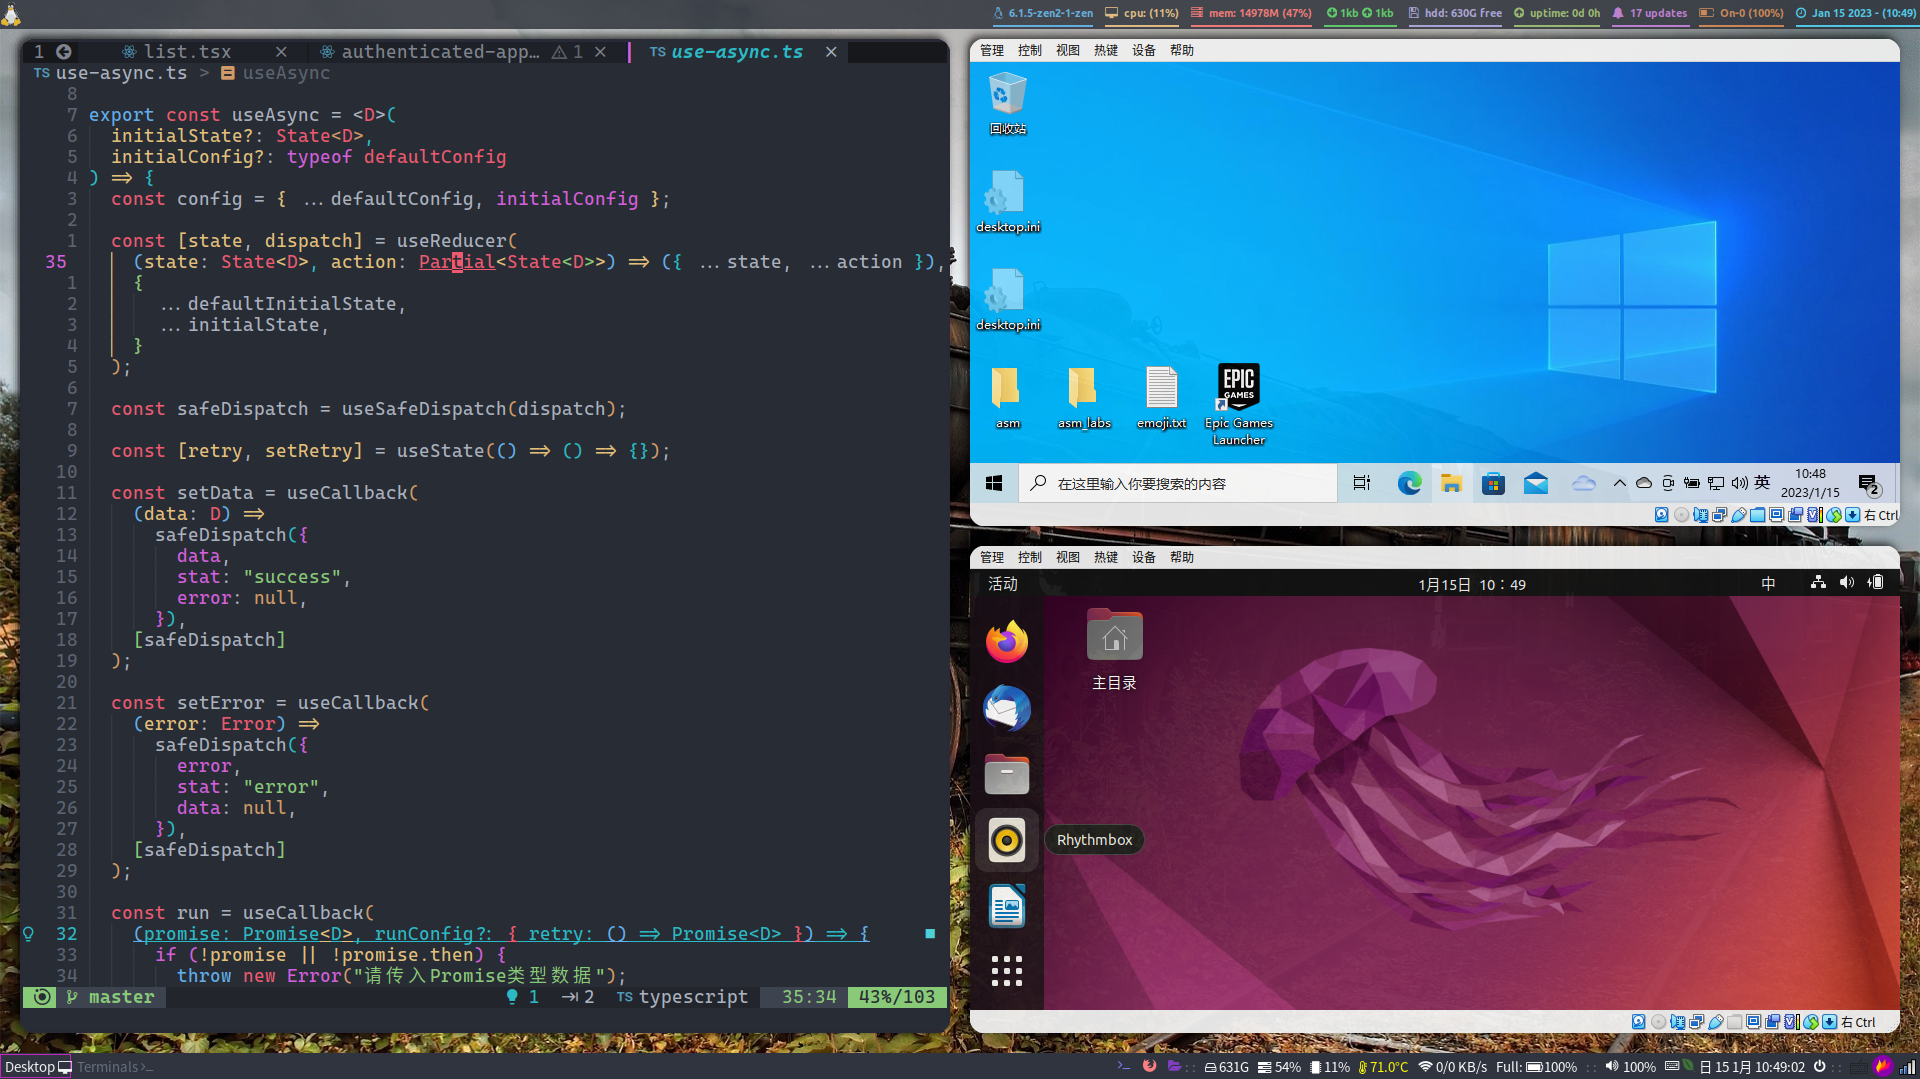 6.1.5-zen2-1-zen cpu: (11%) mem: 14978M (47%) 1kb 1kb hdd: 630G free uptime: 0d 0h 17 updates On-0 (100%) Jan 15 2023 - (10:49)
1 list.tsx × authenticated-app… 1 × TS use-async.ts ×
TS use-async.ts > useAsync
8
7 export const useAsync = <D>(
6 initialState?: State<D>,
5 initialConfig?: typeof defaultConfig
4 ) => {
3 const config = { ...defaultConfig, initialConfig };
2
1 const [state, dispatch] = useReducer(
35 (state: State<D>, action: Partial<State<D>>) => ({ ...state, ...action }),
1 {
2 ...defaultInitialState,
3 ...initialState,
4 }
5 );
6
7 const safeDispatch = useSafeDispatch(dispatch);
8
9 const [retry, setRetry] = useState(() => () => {});
10
11 const setData = useCallback(
12 (data: D) =>
13 safeDispatch({
14 data,
15 stat: "success",
16 error: null,
17 }),
18 [safeDispatch]
19 );
20
21 const setError = useCallback(
22 (error: Error) =>
23 safeDispatch({
24 error,
25 stat: "error",
26 data: null,
27 }),
28 [safeDispatch]
29 );
30
31 const run = useCallback(
32 (promise: Promise<D>, runConfig?: { retry: () => Promise<D> }) => {
33 if (!promise || !promise.then) {
34 throw new Error("请传入Promise类型数据");
master 1 2 TS typescript 35:34 43%/103
管理 控制 视图 热键 设备 帮助
回收站
desktop.ini
desktop.ini
asm asm_labs emoji.txt Epic Games Launcher
EPIC GAMES
在这里输入你要搜索的内容 英 10:48 2023/1/15 2
右 Ctrl
管理 控制 视图 热键 设备 帮助
活动 1月15日 10：49 中
主目录
Rhythmbox
右 Ctrl
Desktop Terminals 631G 54% 11% 71.0°C 0/0 KB/s Full: 100% 100% 日 15 1月 10:49:02